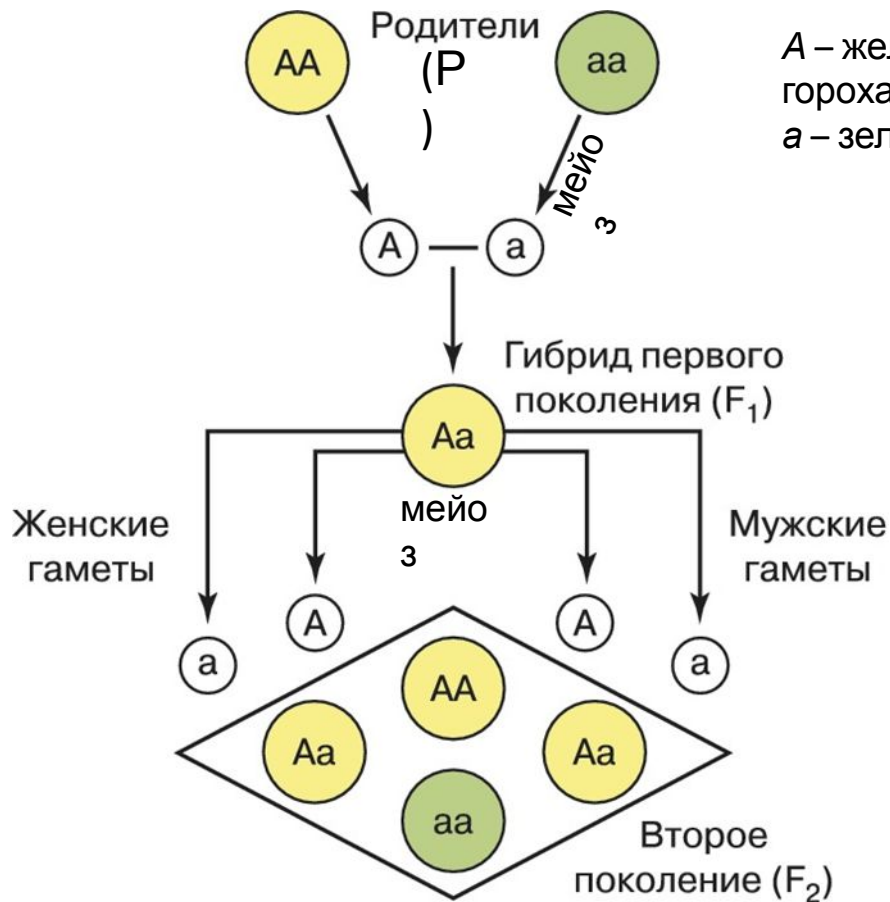 Родители
(Р
)
АА
аа
А – жел
гороха
а – зел
мейо
з
А
а
Гибрид первого
поколения (F₁)
Аа
мейо
з
Женские
гаметы
Мужские
гаметы
А
А
а
а
АА
Аа
Аа
аа
Второе
поколение (F₂)